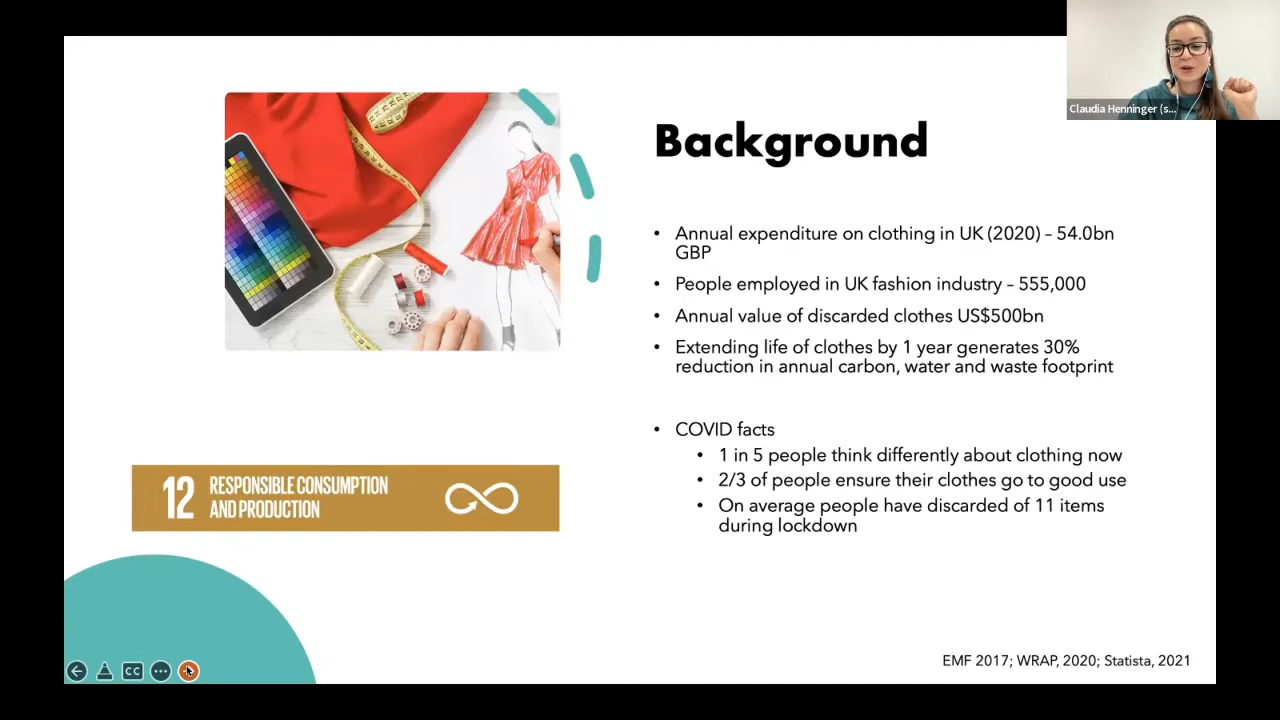 Claudia Henninger (s...
Background
• Annual expenditure on clothing in UK (2020) – 54.0bn
GBP
• People employed in UK fashion industry – 555,000
• Annual value of discarded clothes US$500bn
• Extending life of clothes by 1 year generates 30%
reduction in annual carbon, water and waste footprint
• COVID facts
• 1 in 5 people think differently about clothing now
• 2/3 of people ensure their clothes go to good use
• On average people have discarded of 11 items
during lockdown
12 RESPONSIBLE CONSUMPTION
AND PRODUCTION
CC
EMF 2017; WRAP, 2020; Statista, 2021